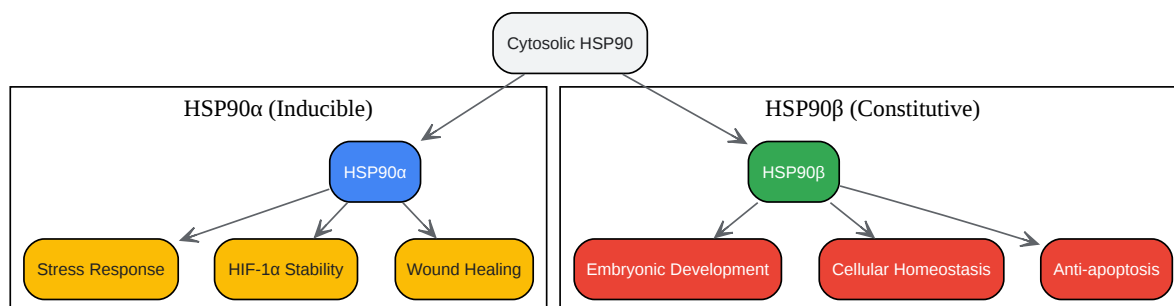 Cytosolic HSP90
HSP90α (Inducible)
HSP90β (Constitutive)
HSP90α
HSP90β
Stress Response
HIF-1α Stability
Wound Healing
Embryonic Development
Cellular Homeostasis
Anti-apoptosis